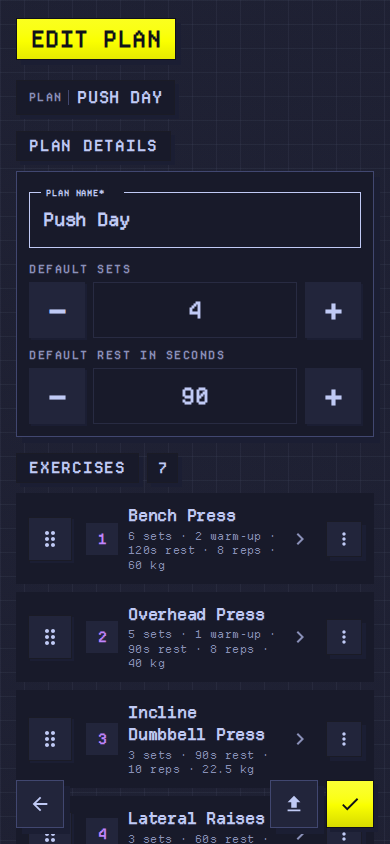 EDIT PLAN
PLAN PUSH DAY
PLAN DETAILS
PLAN NAME*
Push Day
DEFAULT SETS
4
DEFAULT REST IN SECONDS
90
EXERCISES 7
1
Bench Press
6 sets · 2 warm-up ·
120s rest · 8 reps ·
60 kg
2
Overhead Press
5 sets · 1 warm-up ·
90s rest · 8 reps ·
40 kg
3
Incline
Dumbbell Press
3 sets · 90s rest ·
10 reps · 22.5 kg
4
Lateral Raises
3 sets · 60s rest ·